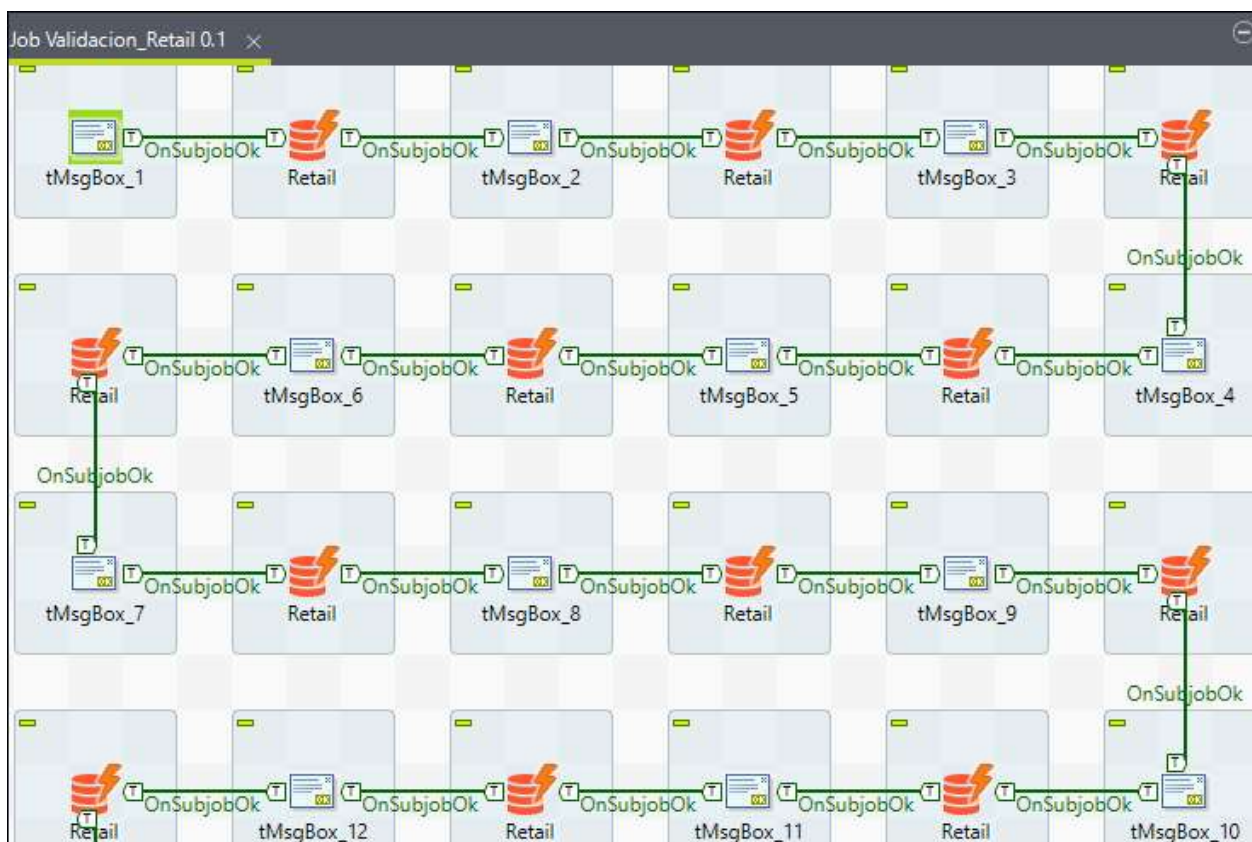 Job Validacion_Retail 0.1
OnSubjobOk OnSubjobOk OnSubjobOk OnSubjobOk OnSubjobOk
tMsgBox_1 Retail tMsgBox_2 Retail tMsgBox_3 Retail
OnSubjobOk
OnSubjobOk OnSubjobOk OnSubjobOk OnSubjobOk OnSubjobOk
Retail tMsgBox_6 Retail tMsgBox_5 Retail tMsgBox_4
OnSubjobOk
OnSubjobOk OnSubjobOk OnSubjobOk OnSubjobOk OnSubjobOk
tMsgBox_7 Retail tMsgBox_8 Retail tMsgBox_9 Retail
OnSubjobOk
OnSubjobOk OnSubjobOk OnSubjobOk OnSubjobOk OnSubjobOk
Retail tMsgBox_12 Retail tMsgBox_11 Retail tMsgBox_10